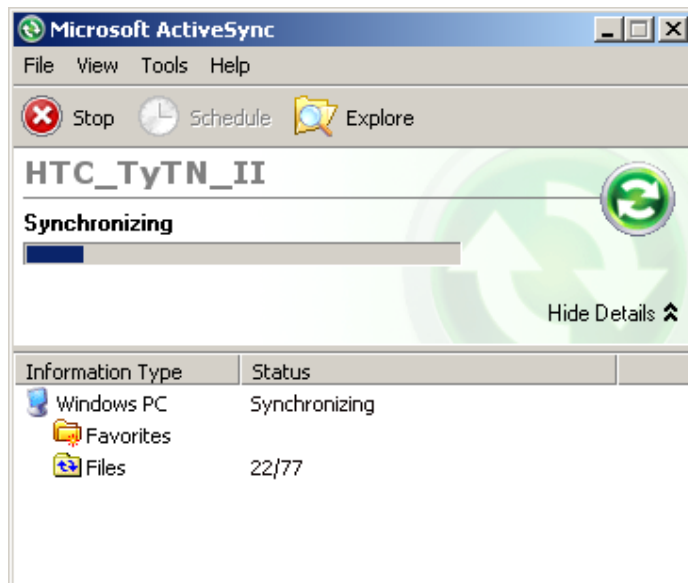 Microsoft ActiveSync
File View Tools Help
Stop Schedule Explore
HTC_TyTN_II
Synchronizing
Hide Details
Information Type Status
Windows PC Synchronizing
Favorites
Files 22/77